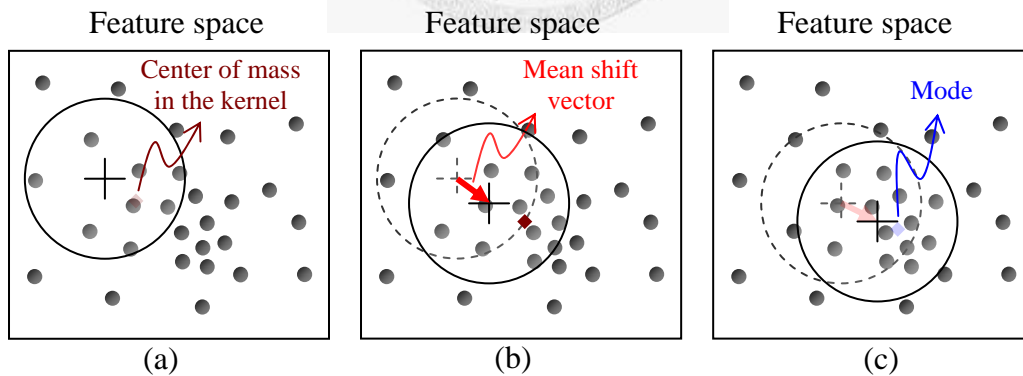 Feature space
Center of mass
in the kernel
(a)
Feature space
Mean shift
vector
(b)
Feature space
Mode
(c)